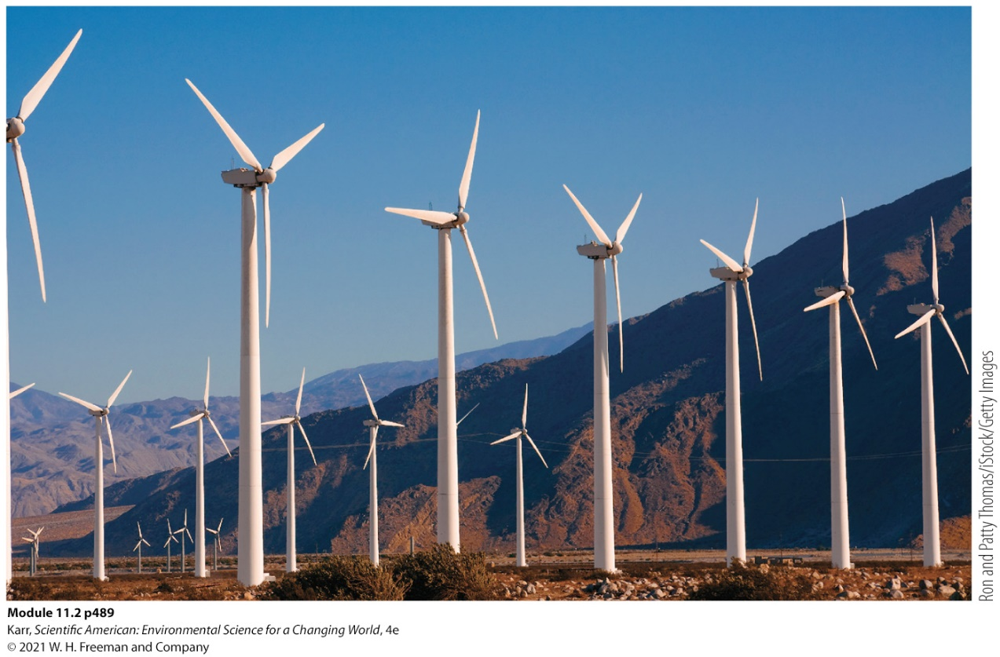 Ron and Patty Thomas/iStock/Getty Images
Module 11.2 p489
Karr, Scientific American: Environmental Science for a Changing World, 4e
© 2021 W. H. Freeman and Company